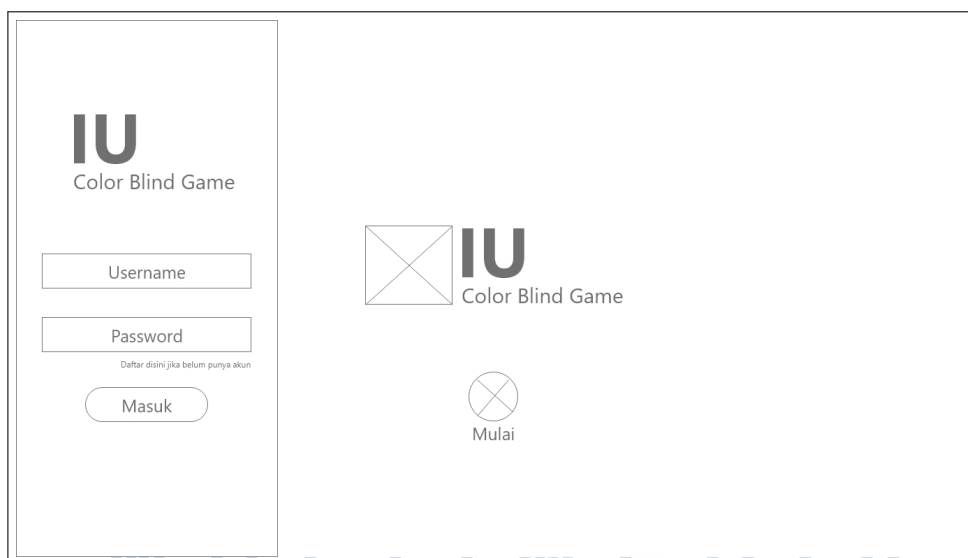 IU
Color Blind Game
Username
Password
Daftar disini jika belum punya akun
Masuk
IU
Color Blind Game
Mulai